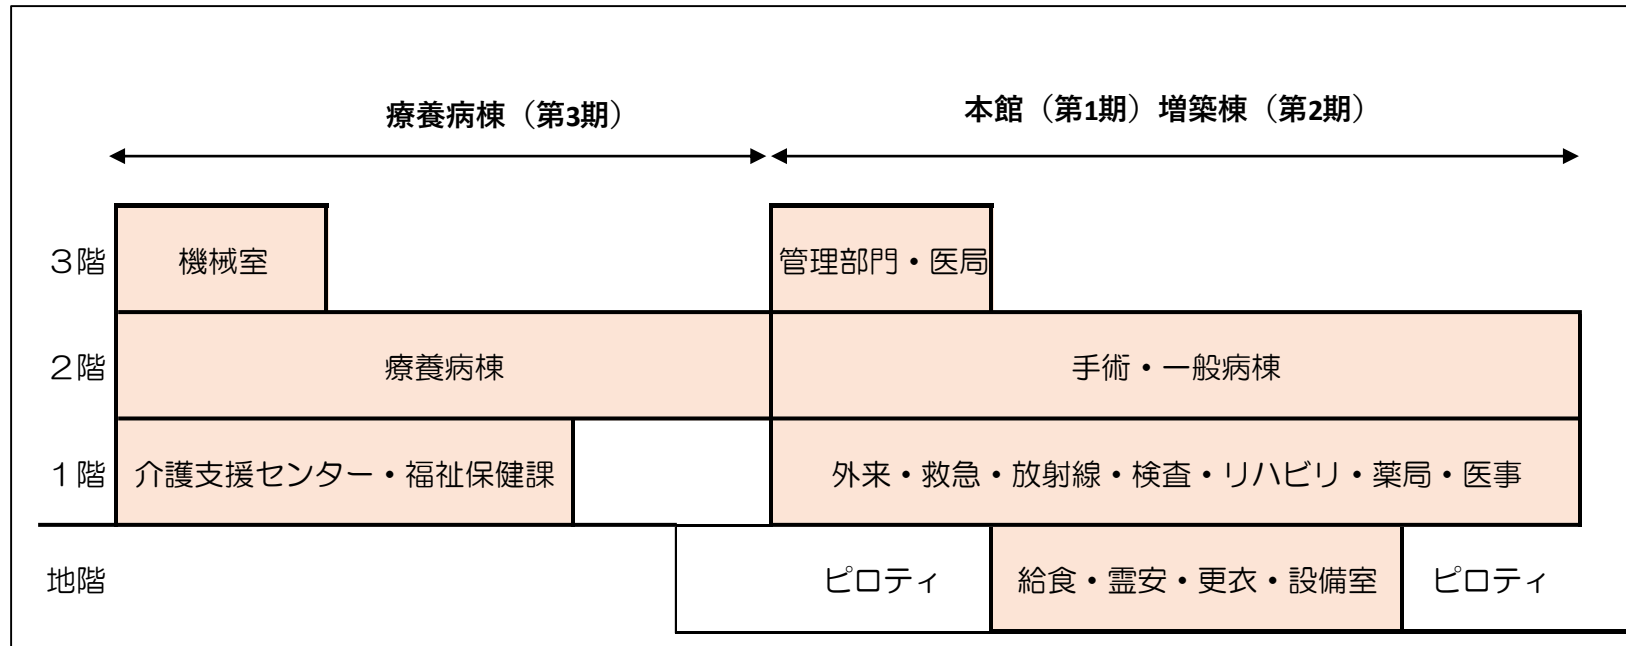 療養病棟（第3期）
本館（第1期）増築棟（第2期）
３階
機械室
管理部門・医局
２階
療養病棟
手術・一般病棟
１階
介護支援センター・福祉保健課
外来・救急・放射線・検査・リハビリ・薬局・医事
地階
ピロティ
給食・霊安・更衣・設備室
ピロティ